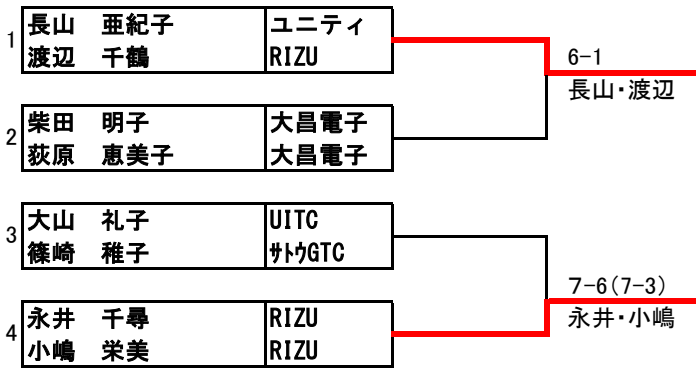 1 長山　亜紀子 ユニティ
渡辺　千鶴 RIZU
6-1
長山・渡辺
2 柴田　明子 大昌電子
荻原　恵美子 大昌電子
3 大山　礼子 UITC
篠崎　稚子 ｻﾄｳGTC
7-6(7-3)
永井・小嶋
4 永井　千尋 RIZU
小嶋　栄美 RIZU